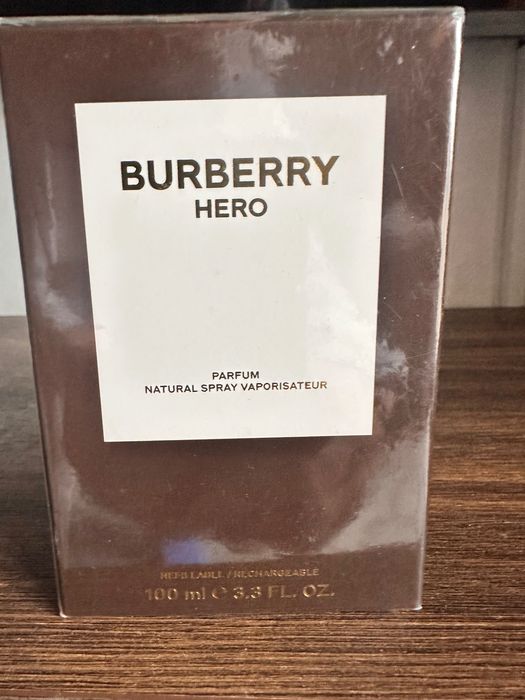 BURBERRY
HERO
PARFUM
NATURAL SPRAY VAPORISATEUR
REFILLABLE / RECHARGEABLE
100 ml ℮ 3.3 FL. OZ.